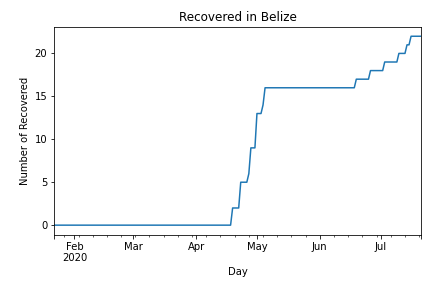 Recovered in Belize
Number of Recovered
20
15
10
5
0
Feb
2020
Mar
Apr
May
Jun
Jul
Day